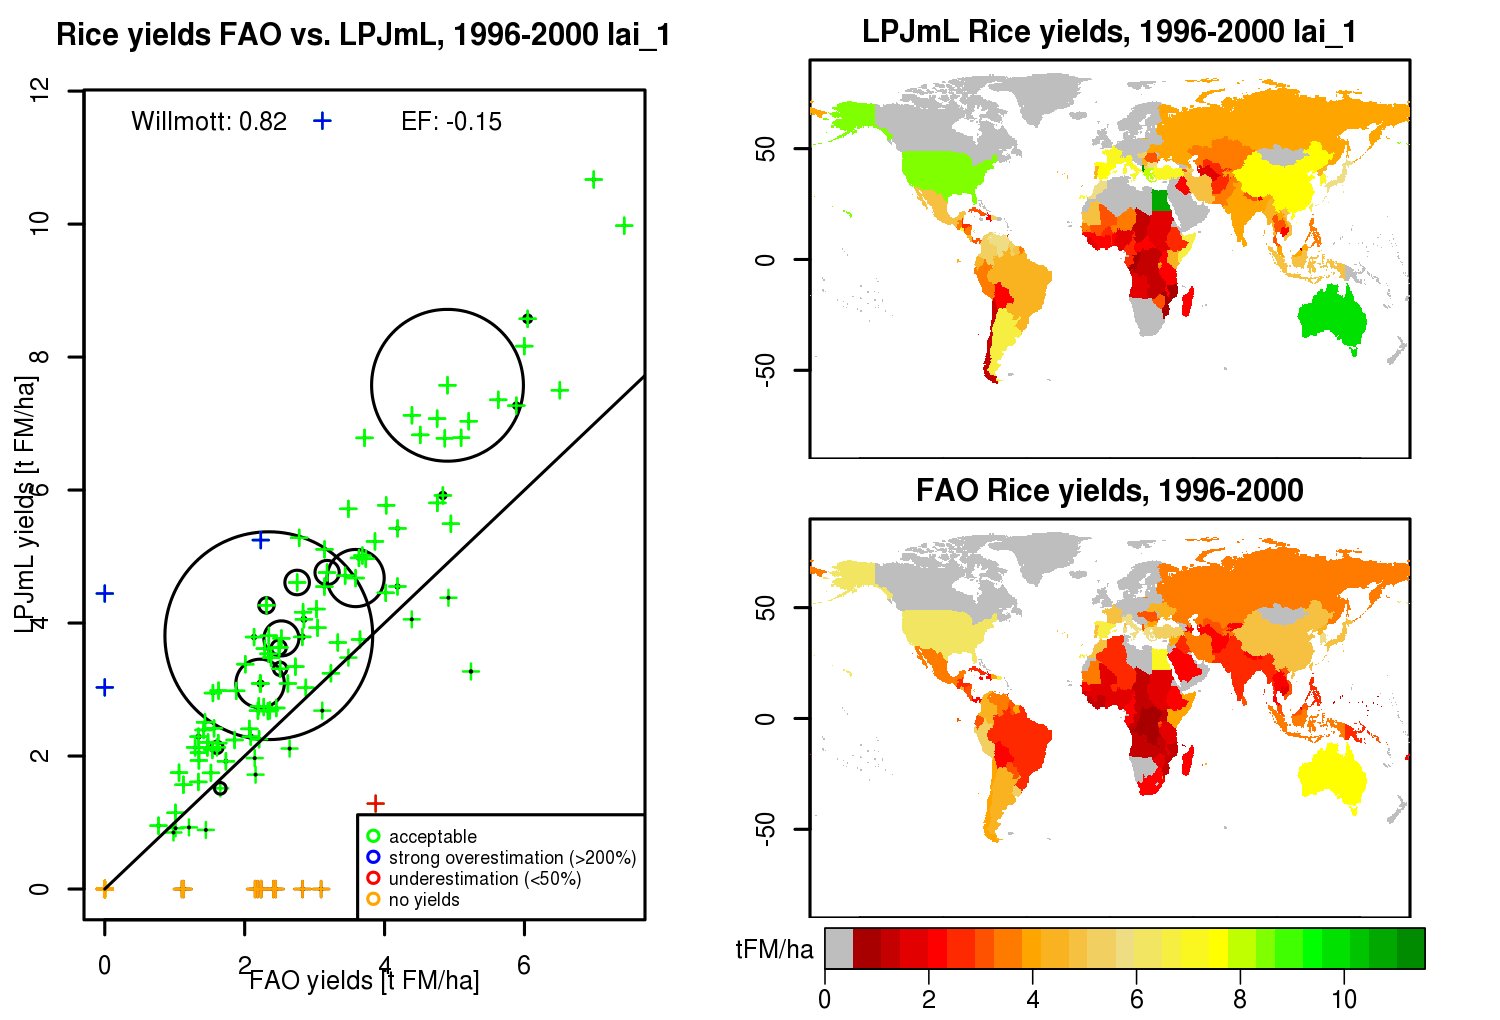 Rice yields FAO vs. LPJmL, 1996-2000 lai_1
Willmott: 0.82
EF: -0.15
12
10
8
6
4
2
0
LPJmL yields [t FM/ha]
acceptable
strong overestimation (>200%)
underestimation (<50%)
no yields
0
2
4
6
FAO yields [t FM/ha]
LPJmL Rice yields, 1996-2000 lai_1
50
0
-50
FAO Rice yields, 1996-2000
50
0
-50
tFM/ha
0
2
4
6
8
10